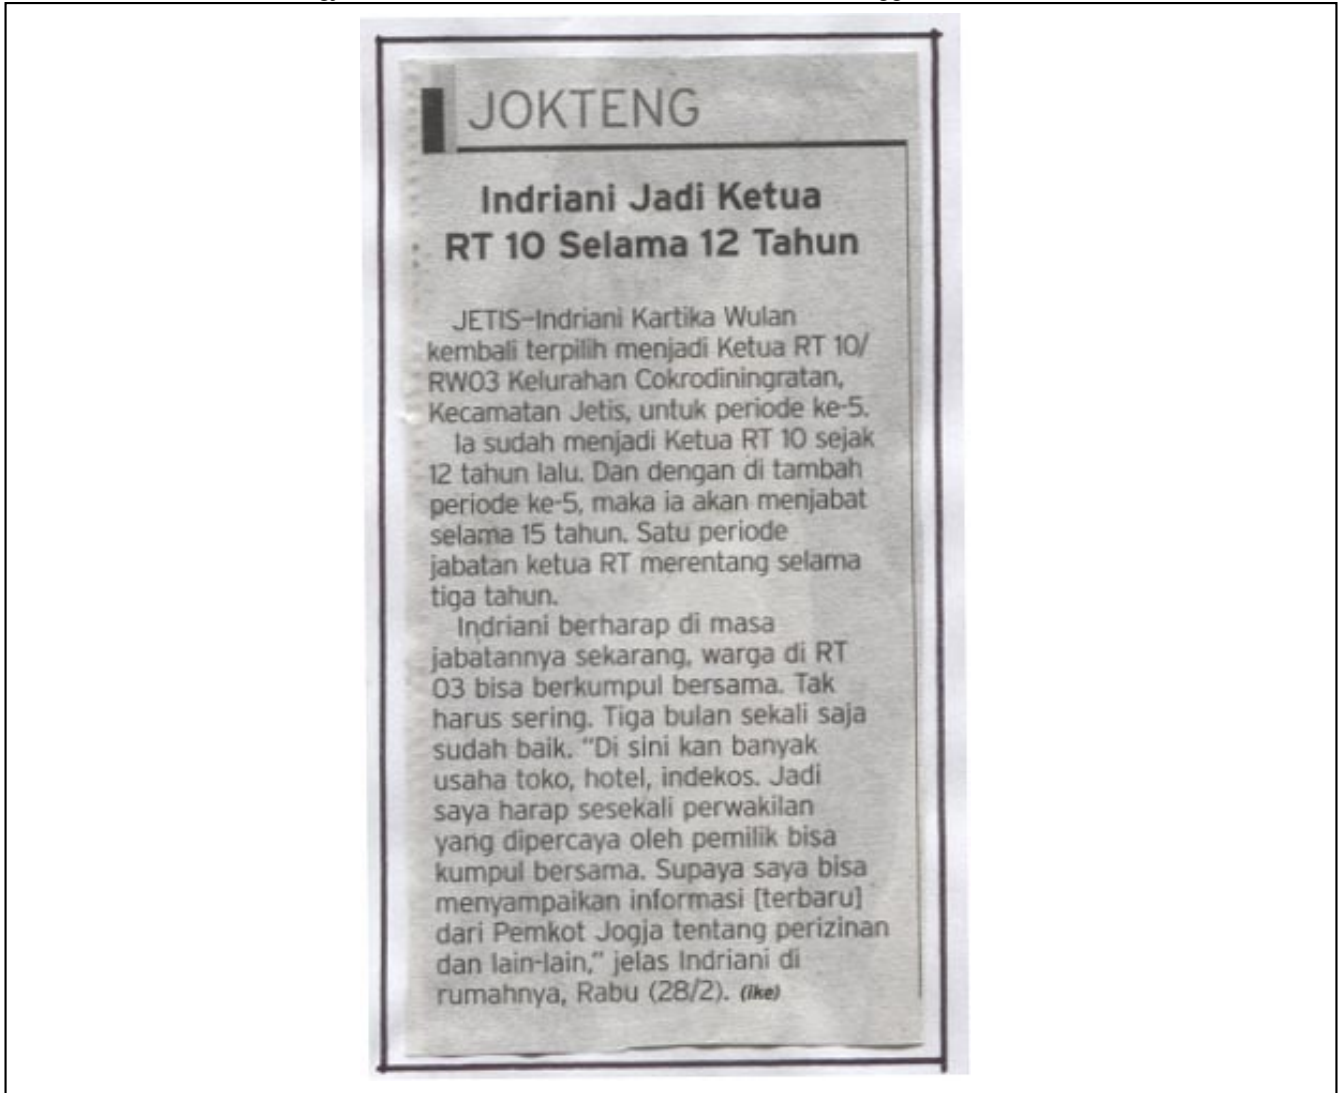 JOKTENG
Indriani Jadi Ketua
RT 10 Selama 12 Tahun
JETIS–Indriani Kartika Wulan
kembali terpilih menjadi Ketua RT 10/
RW03 Kelurahan Cokrodiningratan,
Kecamatan Jetis, untuk periode ke-5.
Ia sudah menjadi Ketua RT 10 sejak
12 tahun lalu. Dan dengan di tambah
periode ke-5, maka ia akan menjabat
selama 15 tahun. Satu periode
jabatan ketua RT merentang selama
tiga tahun.
Indriani berharap di masa
jabatannya sekarang, warga di RT
03 bisa berkumpul bersama. Tak
harus sering. Tiga bulan sekali saja
sudah baik. “Di sini kan banyak
usaha toko, hotel, indekos. Jadi
saya harap sesekali perwakilan
yang dipercaya oleh pemilik bisa
kumpul bersama. Supaya saya bisa
menyampaikan informasi [terbaru]
dari Pemkot Jogja tentang perizinan
dan lain-lain,” jelas Indriani di
rumahnya, Rabu (28/2). (ike)